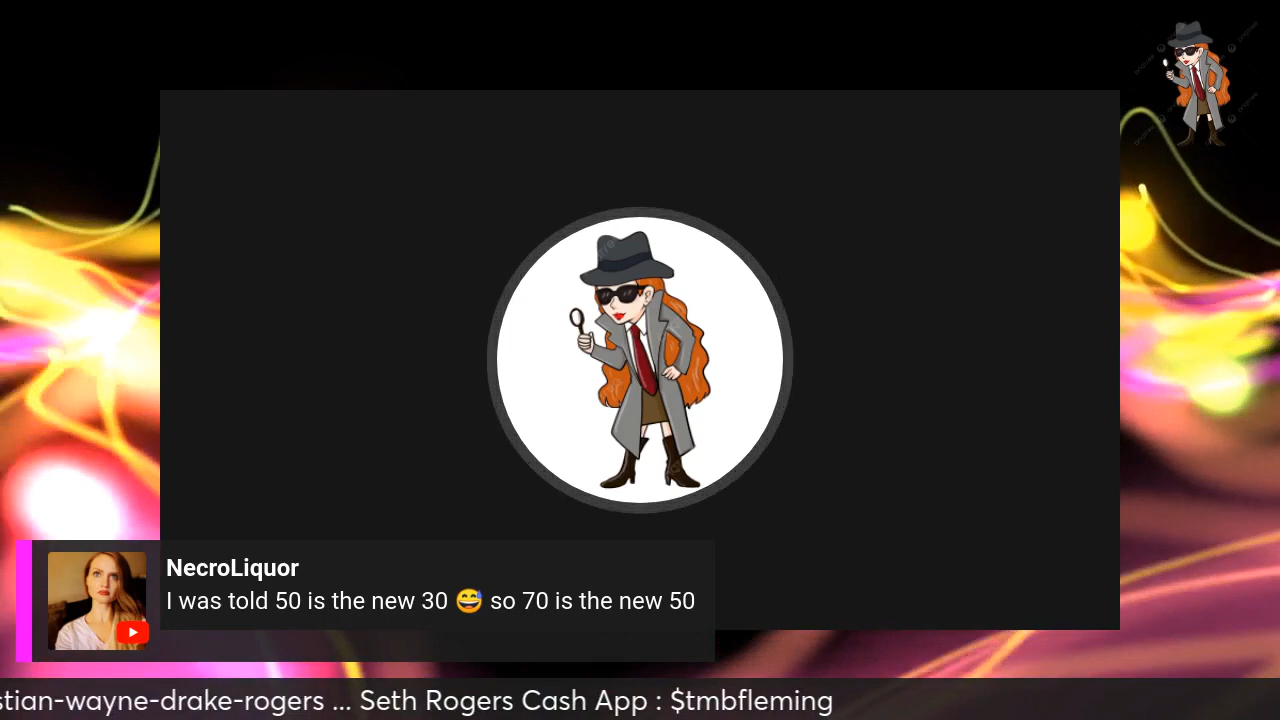 NecroLiquor
I was told 50 is the new 30 😅 so 70 is the new 50
stian-wayne-drake-rogers ... Seth Rogers Cash App : $tmbfleming